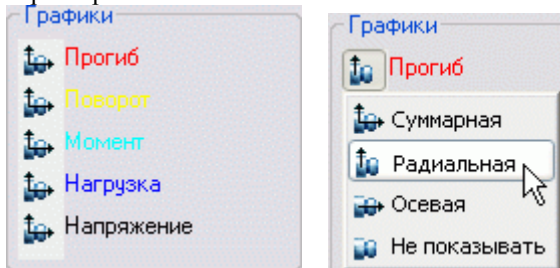 Графики
Прогиб
Поворот
Момент
Нагрузка
Напряжение
Графики
Прогиб
Суммарная
Радиальная
Осевая
Не показывать